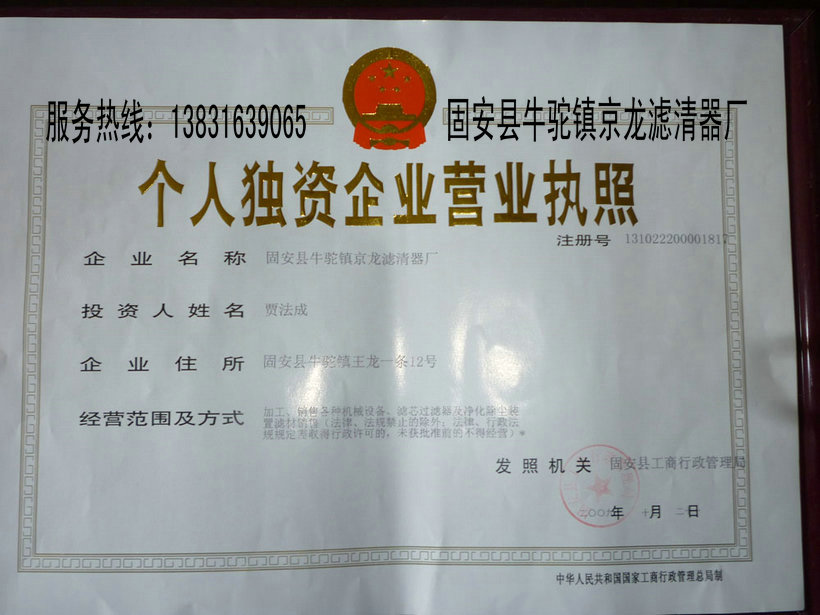 服务热线：13831639065
固安县牛驼镇京龙滤清器厂
个人独资企业营业执照
注册号 131022200001817
企业名称 固安县牛驼镇京龙滤清器厂
投资人姓名 贾法成
企业住所 固安县牛驼镇王龙一条12号
经营范围及方式 加工、销售各种机械设备、滤芯过滤器及净化除尘装
置滤材销售（法律、法规禁止的除外；法律、行政法
规规定需取得行政许可的，未获批准前不得经营）*
发照机关 固安县工商行政管理局
年 十月 二日
中华人民共和国国家工商行政管理总局制